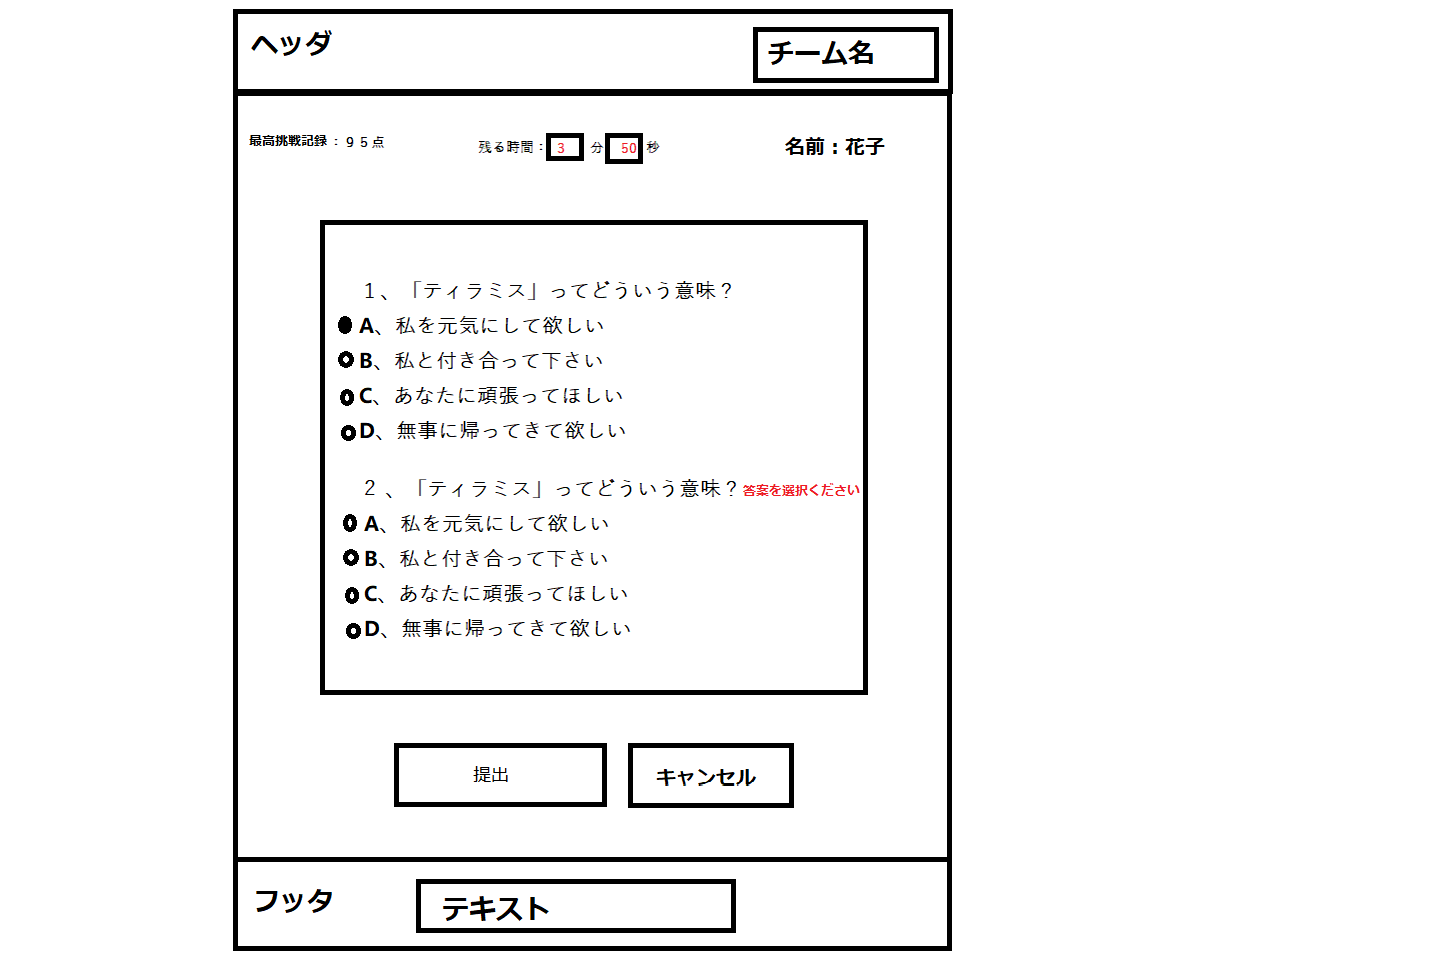 ヘッダ
チーム名
最高挑戦記録：９５点
残る時間：3 分 50 秒
名前：花子
１、「ティラミス」ってどういう意味？
A、私を元気にして欲しい
B、私と付き合って下さい
C、あなたに頑張ってほしい
D、無事に帰ってきて欲しい
２、「ティラミス」ってどういう意味？答案を選択ください
A、私を元気にして欲しい
B、私と付き合って下さい
C、あなたに頑張ってほしい
D、無事に帰ってきて欲しい
提出
キャンセル
フッタ
テキスト